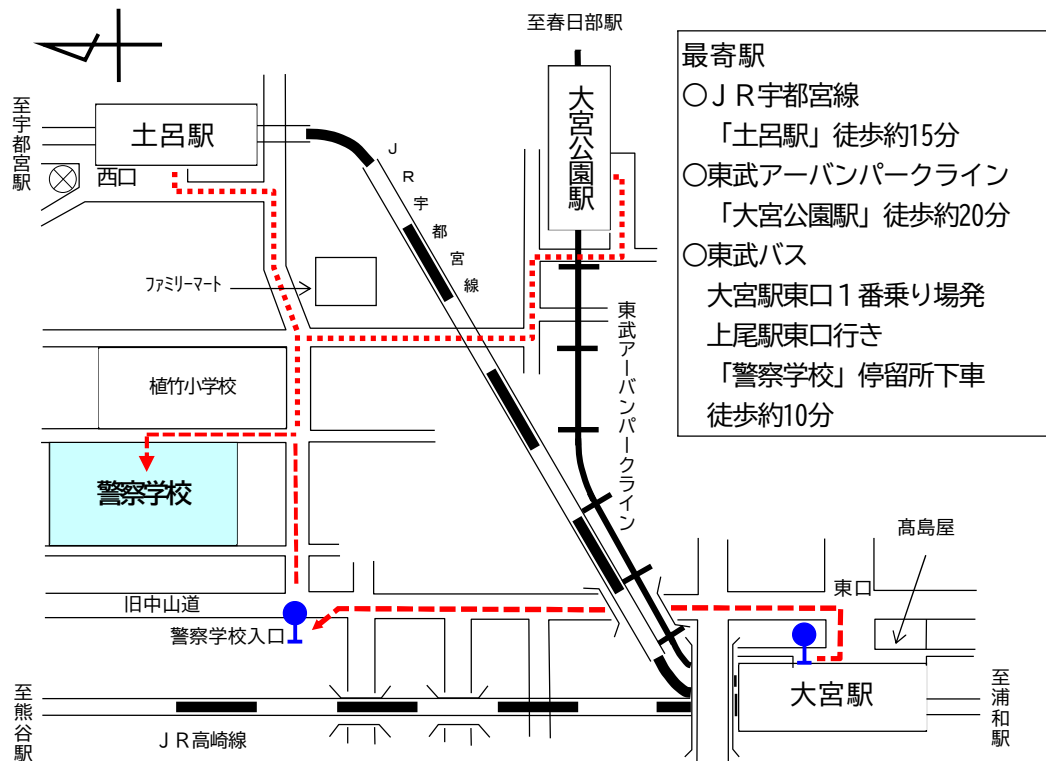 至春日部駅
最寄駅
○ＪＲ宇都宮線
「土呂駅」徒歩約15分
○東武アーバンパークライン
「大宮公園駅」徒歩約20分
○東武バス
大宮駅東口１番乗り場発
上尾駅東口行き
「警察学校」停留所下車
徒歩約10分
至宇都宮駅
土呂駅
西口
大宮公園駅
ＪＲ宇都宮線
ﾌｧﾐﾘｰﾏｰﾄ
東武アーバンパークライン
植竹小学校
警察学校
髙島屋
東口
旧中山道
警察学校入口
至熊谷駅
ＪＲ高崎線
大宮駅
至浦和駅